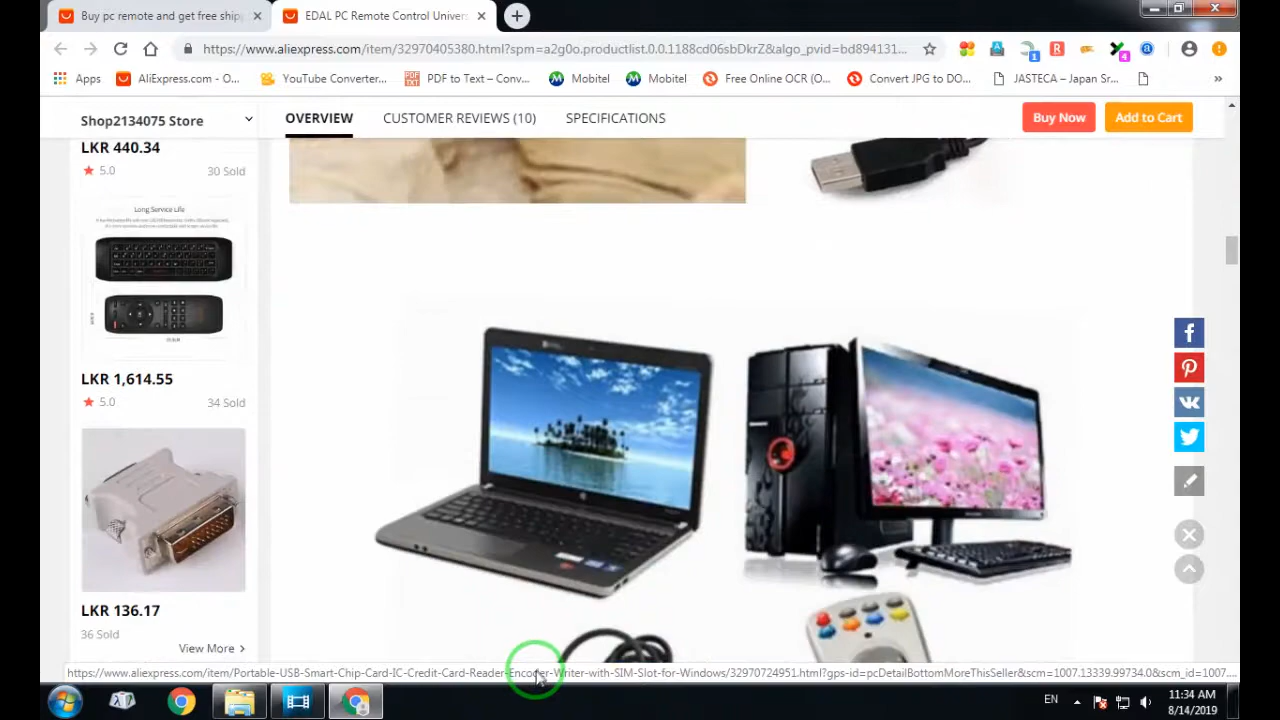 Buy pc remote and get free ship
EDAL PC Remote Control Univer
https://www.aliexpress.com/item/32970405380.html?spm=a2g0o.productlist.0.0.1188cd06sbDkrZ&algo_pvid=bd894131...
1
4
Apps
AliExpress.com - O...
YouTube Converter...
PDF to Text – Conv...
Mobitel
Mobitel
Free Online OCR (O...
Convert JPG to DO...
JASTECA – Japan Sr...
»
Shop2134075 Store
OVERVIEW
CUSTOMER REVIEWS (10)
SPECIFICATIONS
Buy Now
Add to Cart
LKR 440.34
5.0
30 Sold
Long Service Life
LKR 1,614.55
5.0
34 Sold
LKR 136.17
36 Sold
View More
https://www.aliexpress.com/item/Portable-USB-Smart-Chip-Card-IC-Credit-Card-Reader-Encoder-Writer-with-SIM-Slot-for-Windows/32970724951.html?gps-id=pcDetailBottomMoreThisSeller&scm=1007.13339.99734.0&scm_id=1007....
EN
11:34 AM
8/14/2019